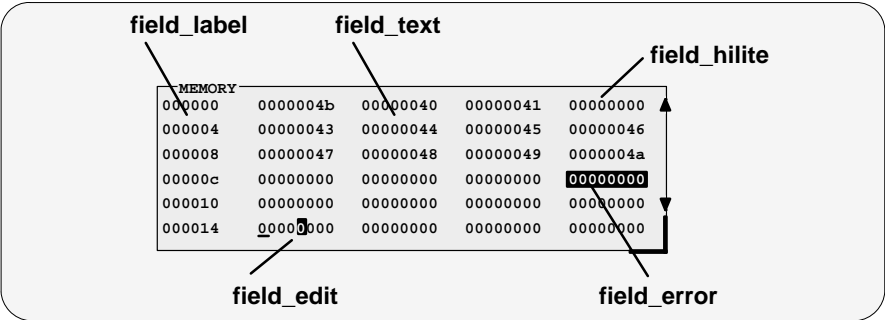 field_label field_text
field_hilite
MEMORY
000000 0000004b 00000040 00000041 00000000
000004 00000043 00000044 00000045 00000046
000008 00000047 00000048 00000049 0000004a
00000c 00000000 00000000 00000000 00000000
000010 00000000 00000000 00000000 00000000
000014 00000000 00000000 00000000 00000000
field_edit field_error